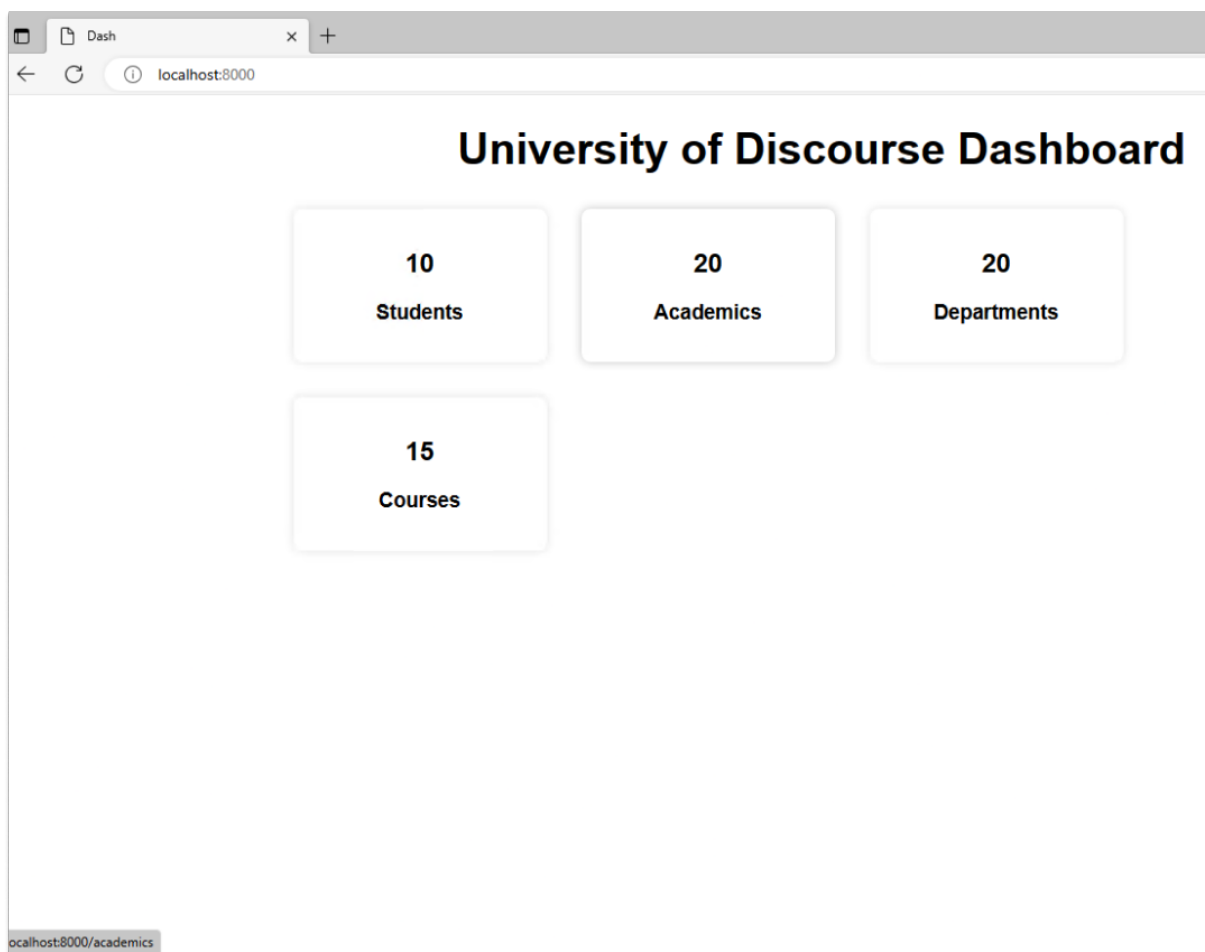 Dash
localhost:8000
University of Discourse Dashboard
10
Students
20
Academics
20
Departments
15
Courses
ocalhost:8000/academics